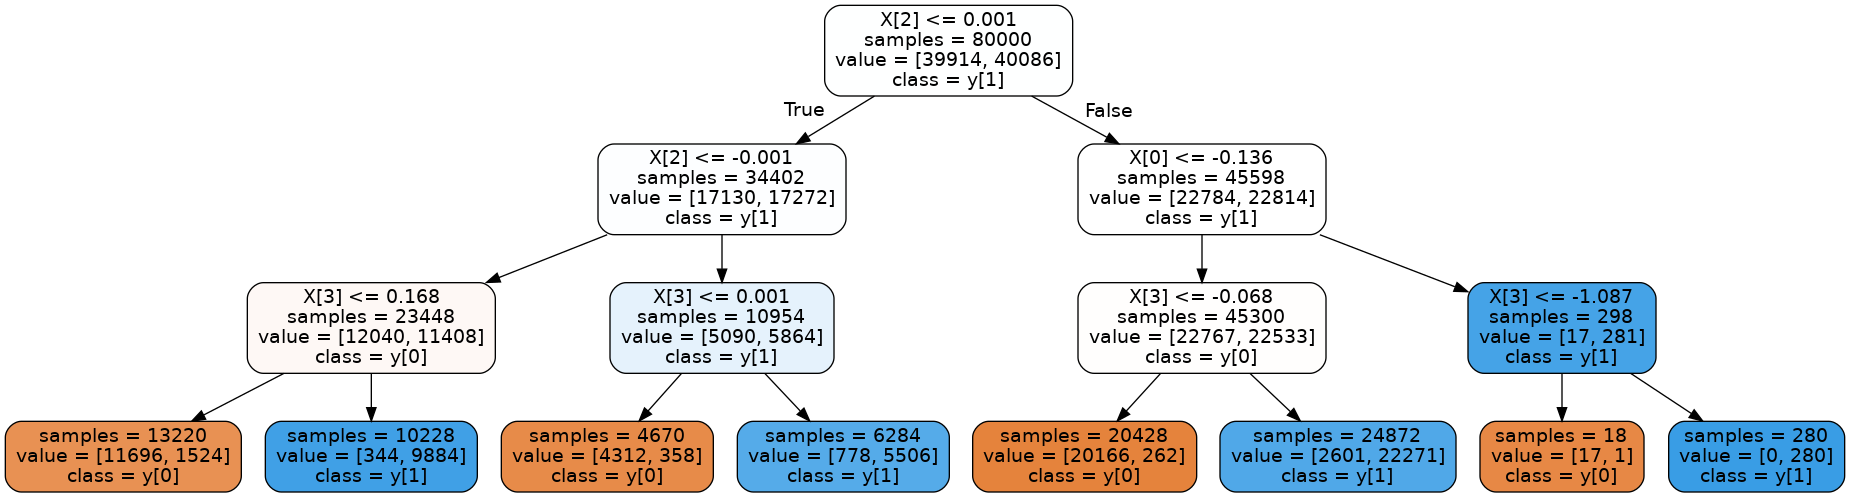 X[2] <= 0.001
samples = 80000
value = [39914, 40086]
class = y[1]
True
False
X[2] <= -0.001
samples = 34402
value = [17130, 17272]
class = y[1]
X[0] <= -0.136
samples = 45598
value = [22784, 22814]
class = y[1]
X[3] <= 0.168
samples = 23448
value = [12040, 11408]
class = y[0]
X[3] <= 0.001
samples = 10954
value = [5090, 5864]
class = y[1]
X[3] <= -0.068
samples = 45300
value = [22767, 22533]
class = y[0]
X[3] <= -1.087
samples = 298
value = [17, 281]
class = y[1]
samples = 13220
value = [11696, 1524]
class = y[0]
samples = 10228
value = [344, 9884]
class = y[1]
samples = 4670
value = [4312, 358]
class = y[0]
samples = 6284
value = [778, 5506]
class = y[1]
samples = 20428
value = [20166, 262]
class = y[0]
samples = 24872
value = [2601, 22271]
class = y[1]
samples = 18
value = [17, 1]
class = y[0]
samples = 280
value = [0, 280]
class = y[1]